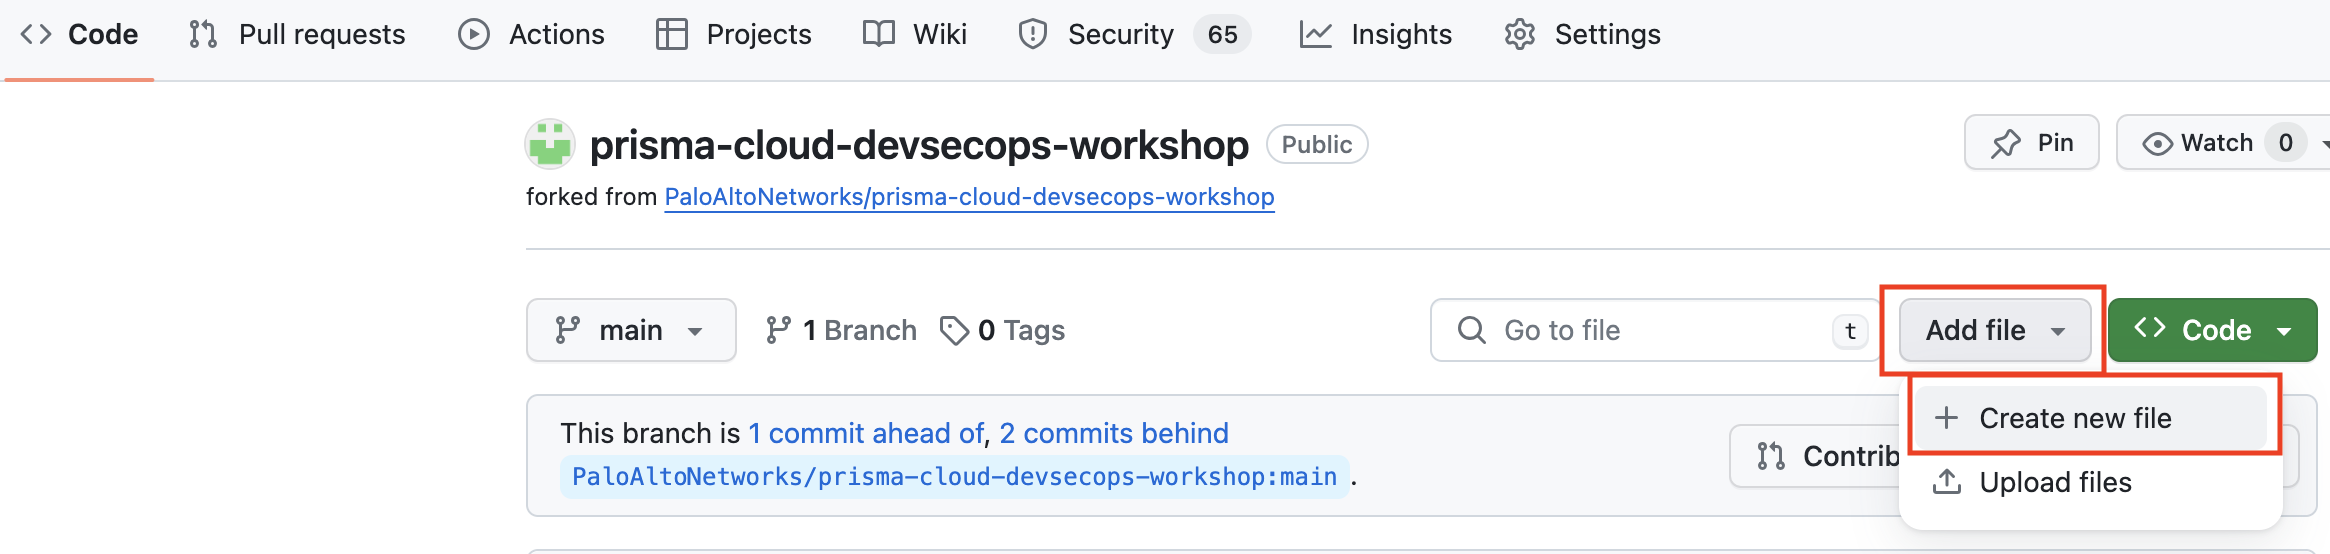 Code Pull requests Actions Projects Wiki Security 65 Insights Settings
prisma-cloud-devsecops-workshop Public Pin Watch 0
forked from PaloAltoNetworks/prisma-cloud-devsecops-workshop
main 1 Branch 0 Tags Go to file t Add file Code
This branch is 1 commit ahead of, 2 commits behind
PaloAltoNetworks/prisma-cloud-devsecops-workshop:main.
Contrib
Create new file
Upload files